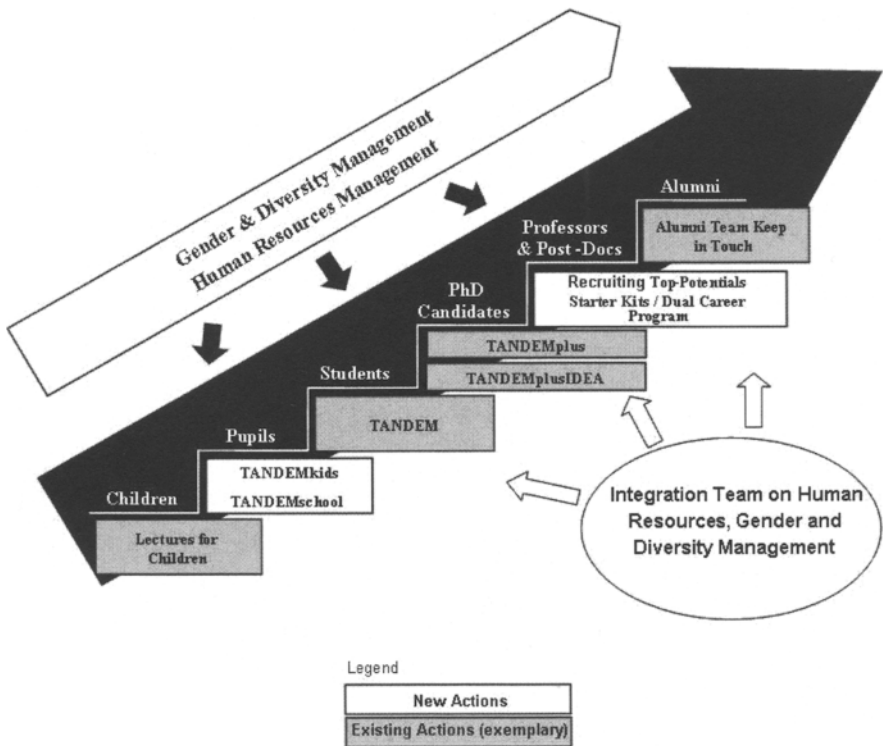 Gender & Diversity Management
Human Resources Management
Alumni
Alumni Team Keep
in Touch
Professors
& Post -Docs
Recruiting Top-Potentials
Starter Kits / Dual Career
Program
PhD
Candidates
TANDEMplus
TANDEMplusIDEA
Students
TANDEM
Pupils
TANDEMkids
TANDEMschool
Children
Lectures for
Children
Integration Team on Human
Resources, Gender and
Diversity Management
Legend
New Actions
Existing Actions (exemplary)